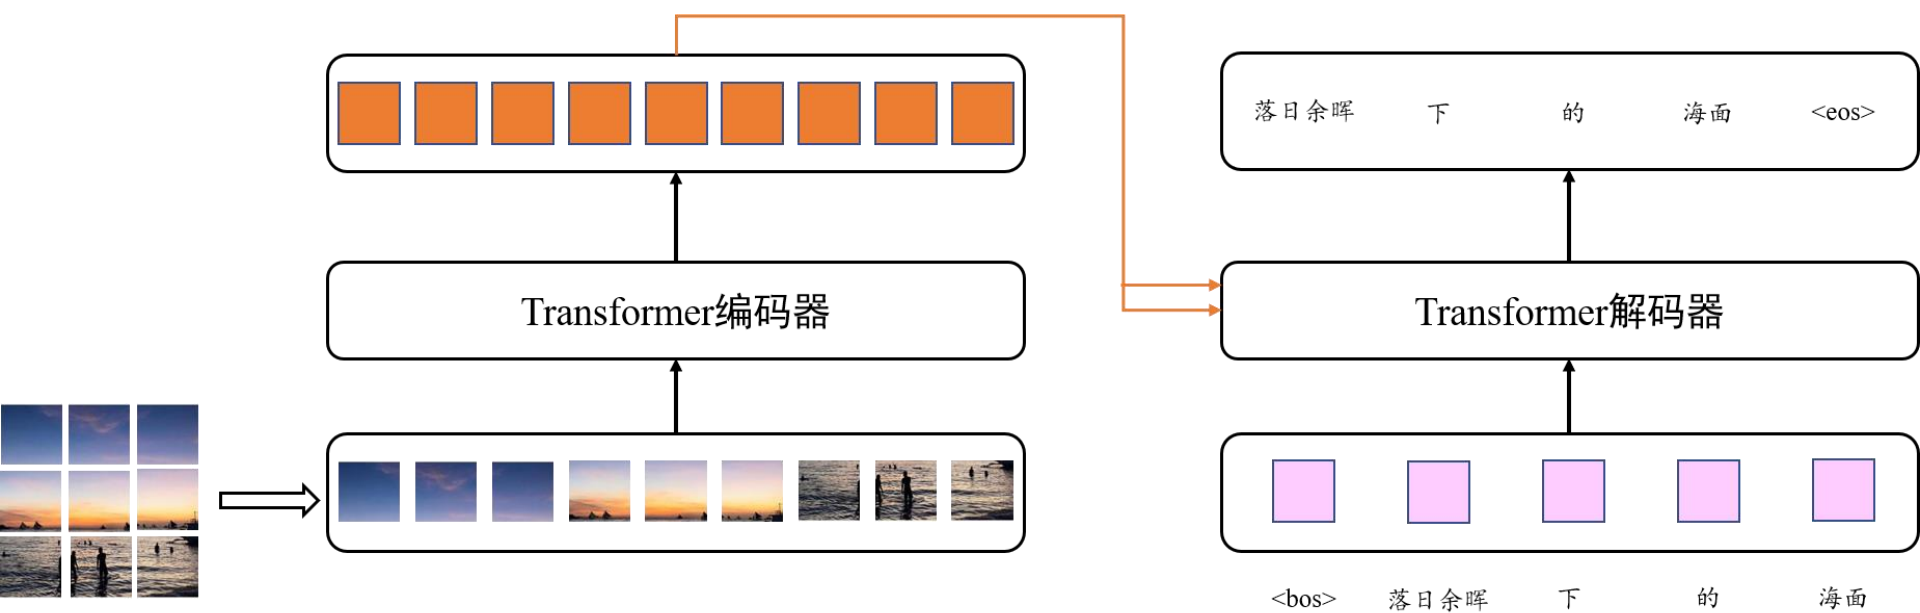 落日余晖 下 的 海面 <eos>
Transformer编码器
Transformer解码器
<bos> 落日余晖 下 的 海面